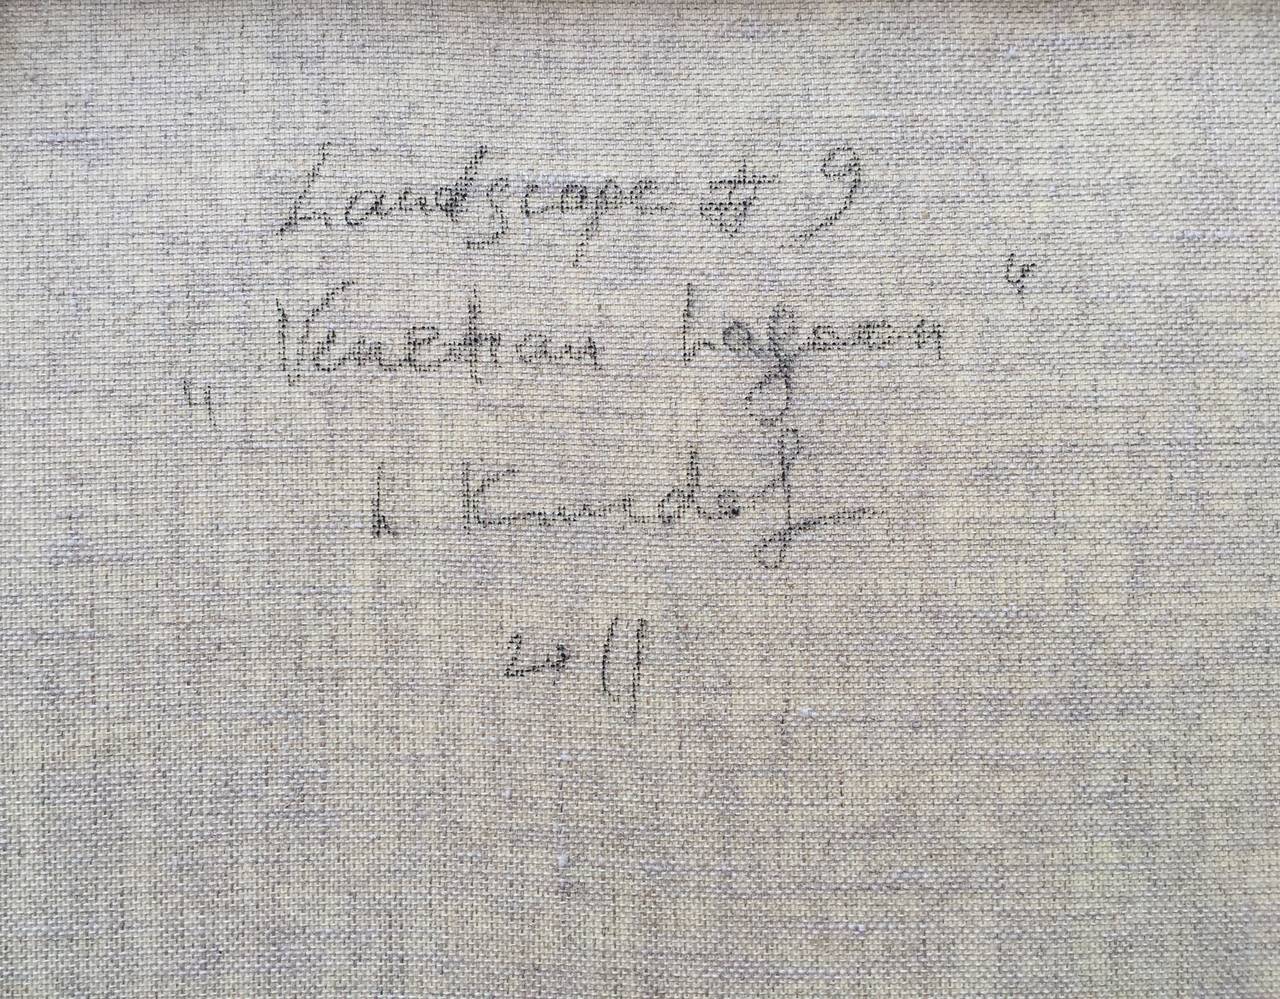 Landscape # 9
"Venetian Lagoon"
2011